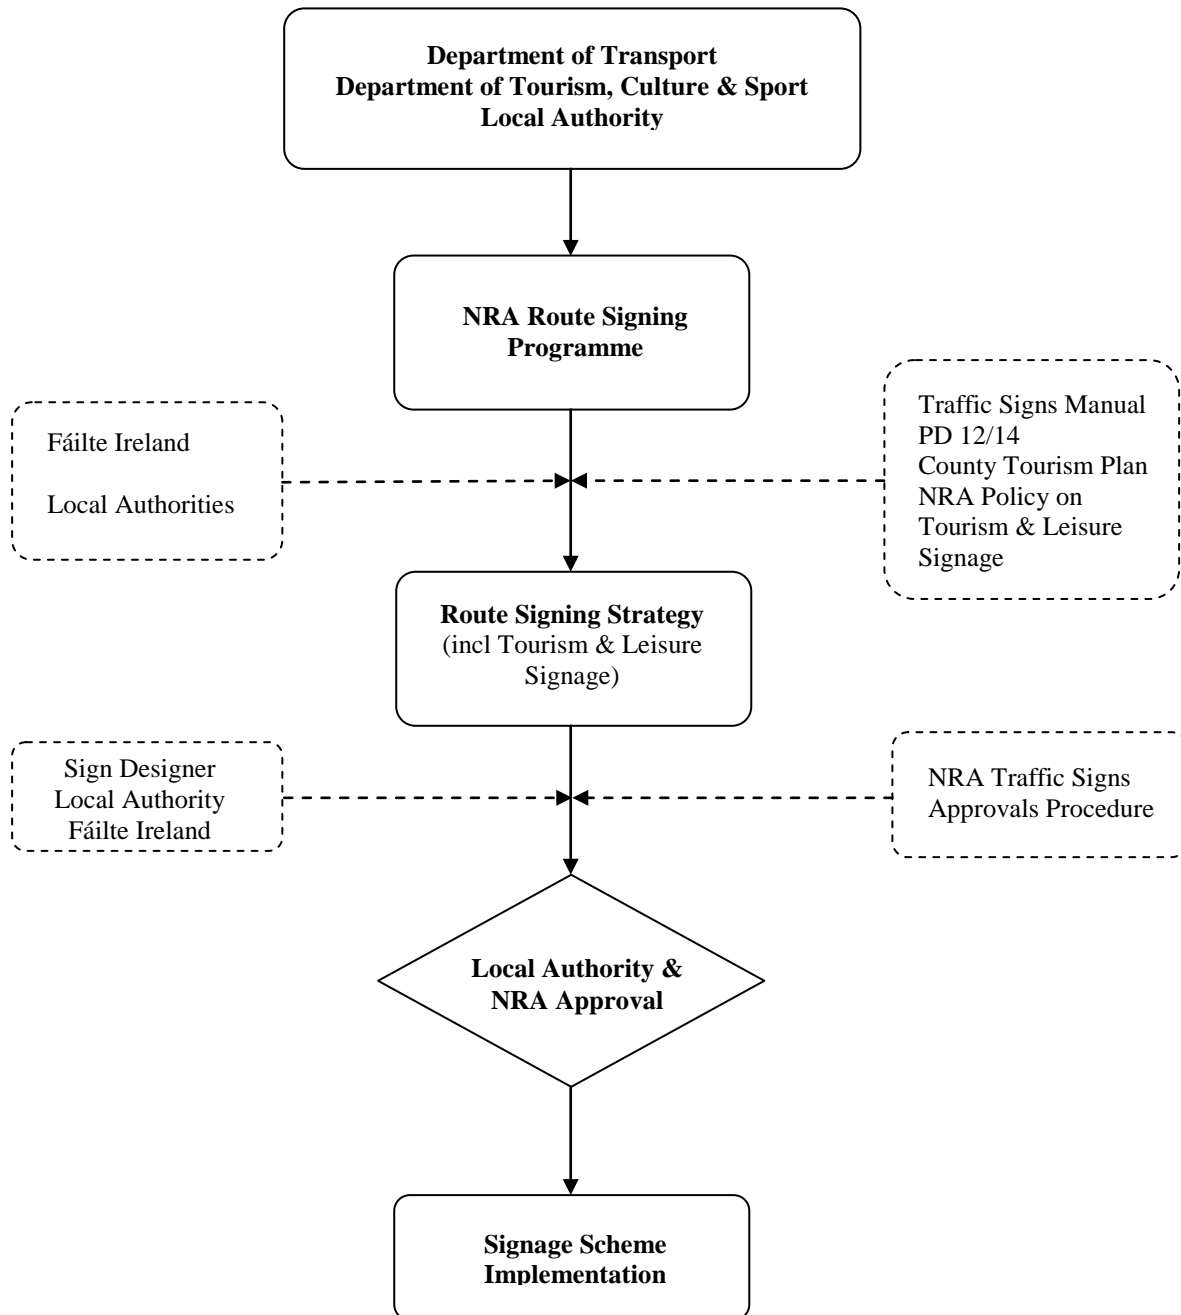 Department of Transport
Department of Tourism, Culture & Sport
Local Authority
NRA Route Signing
Programme
Fáilte Ireland
Local Authorities
Traffic Signs Manual
PD 12/14
County Tourism Plan
NRA Policy on
Tourism & Leisure
Signage
Route Signing Strategy
(incl Tourism & Leisure
Signage)
Sign Designer
Local Authority
Fáilte Ireland
NRA Traffic Signs
Approvals Procedure
Local Authority &
NRA Approval
Signage Scheme
Implementation